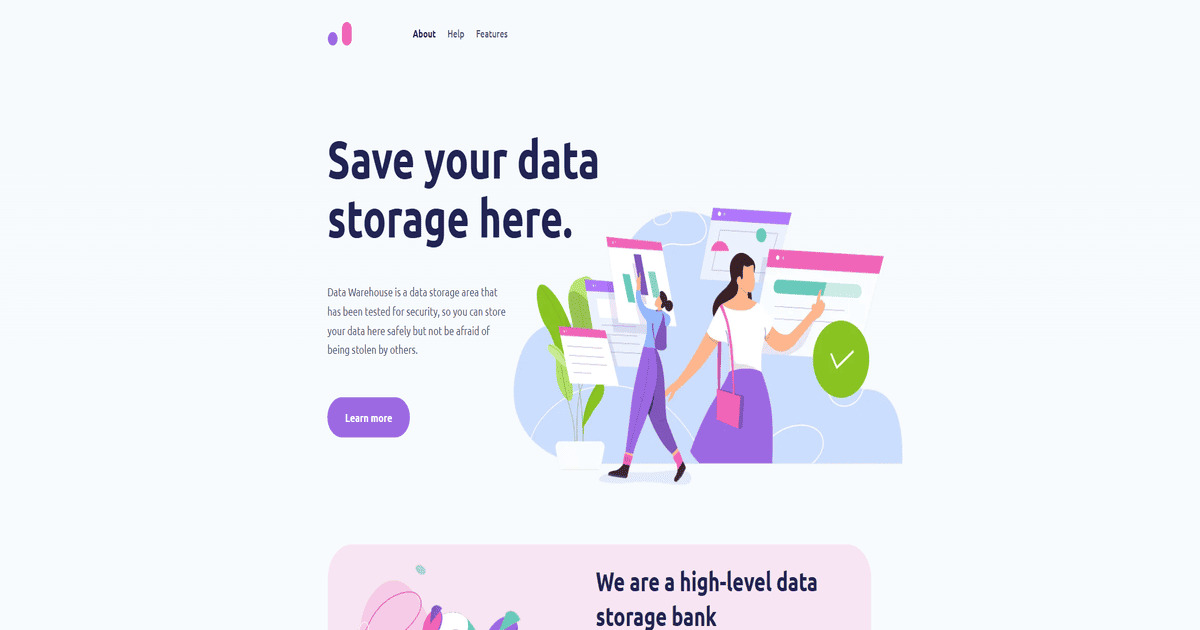 About Help Features
Save your data
storage here.
Data Warehouse is a data storage area that
has been tested for security, so you can store
your data here safely but not be afraid of
being stolen by others.
Learn more
We are a high-level data
storage bank